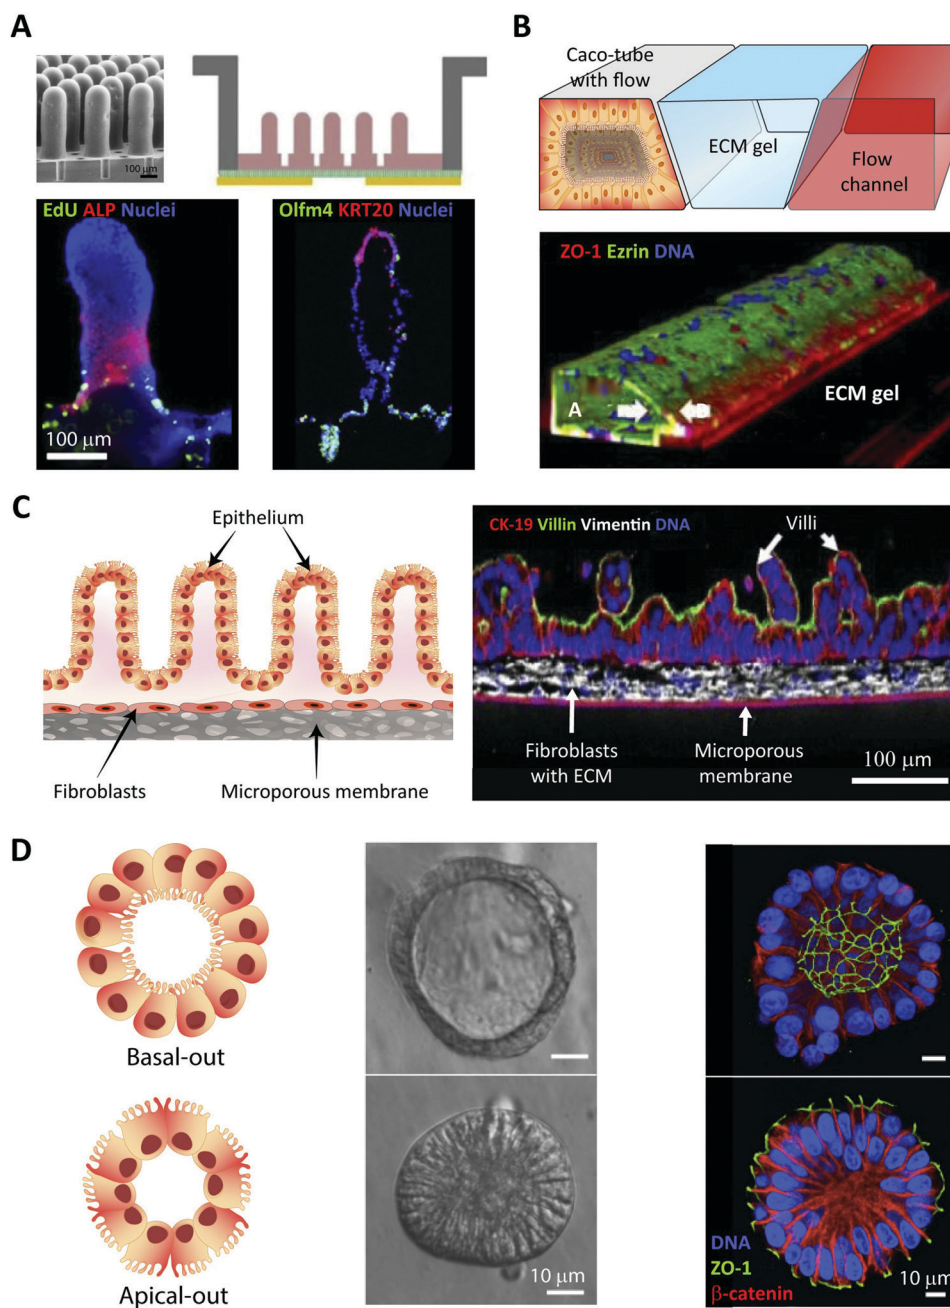 A
100 μm
EdU ALP Nuclei
100 μm
Olfm4 KRT20 Nuclei
B
Caco-tube
with flow
ECM gel
Flow
channel
ZO-1 Ezrin DNA
A
B
ECM gel
C
Epithelium
Fibroblasts
Microporous membrane
CK-19 Villin Vimentin DNA
Villi
Fibroblasts
with ECM
Microporous
membrane
100 μm
D
Basal-out
Apical-out
10 μm
DNA
ZO-1
β-catenin
10 μm